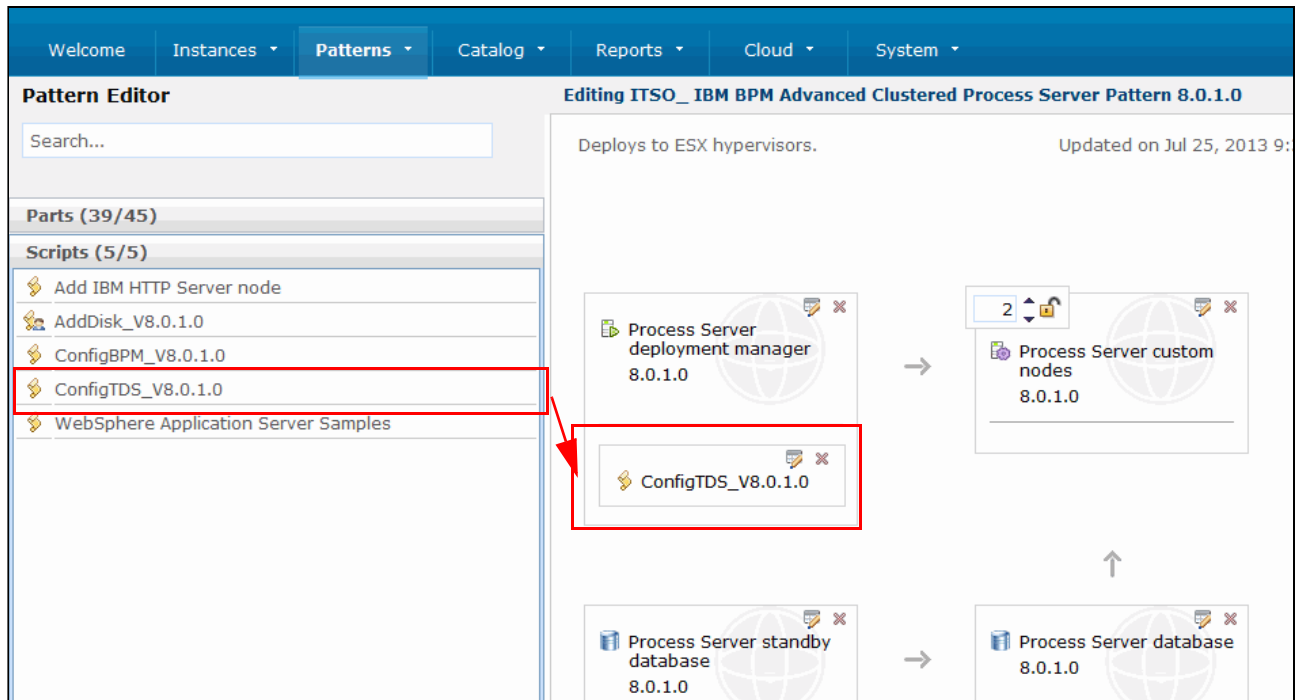 Welcome Instances Patterns Catalog Reports Cloud System
Pattern Editor
Editing ITSO_ IBM BPM Advanced Clustered Process Server Pattern 8.0.1.0
Search...
Deploys to ESX hypervisors.
Updated on Jul 25, 2013 9:
Parts (39/45)
Scripts (5/5)
Add IBM HTTP Server node
AddDisk_V8.0.1.0
ConfigBPM_V8.0.1.0
ConfigTDS_V8.0.1.0
WebSphere Application Server Samples
Process Server
deployment manager
8.0.1.0
ConfigTDS_V8.0.1.0
2
Process Server custom
nodes
8.0.1.0
Process Server standby
database
8.0.1.0
Process Server database
8.0.1.0